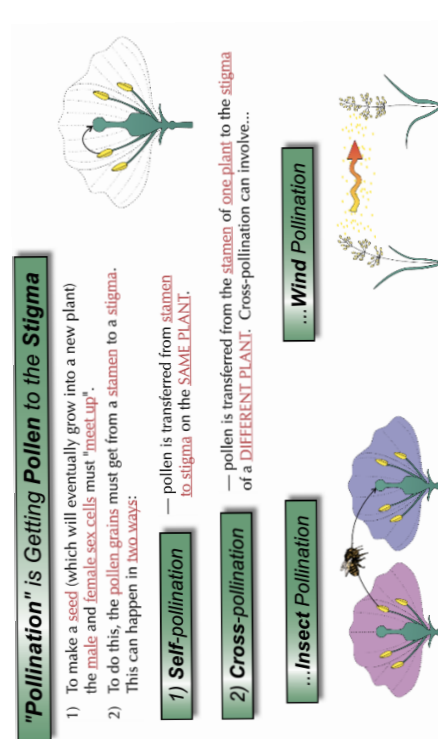 "Pollination" is Getting Pollen to the Stigma
1) To make a seed (which will eventually grow into a new plant)
the male and female sex cells must "meet up".
2) To do this, the pollen grains must get from a stamen to a stigma.
This can happen in two ways:
1) Self-pollination
— pollen is transferred from stamen
to stigma on the SAME PLANT.
2) Cross-pollination
— pollen is transferred from the stamen of one plant to the stigma
of a DIFFERENT PLANT. Cross-pollination can involve...
...Insect Pollination
...Wind Pollination